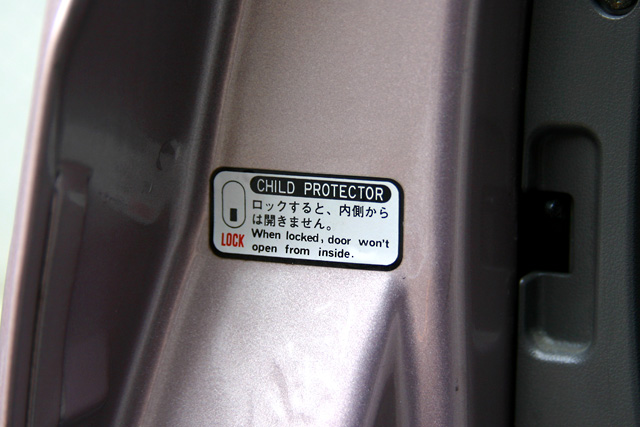 CHILD PROTECTOR
ロックすると、内側から
は開きません。
LOCK
When locked, door won't
open from inside.